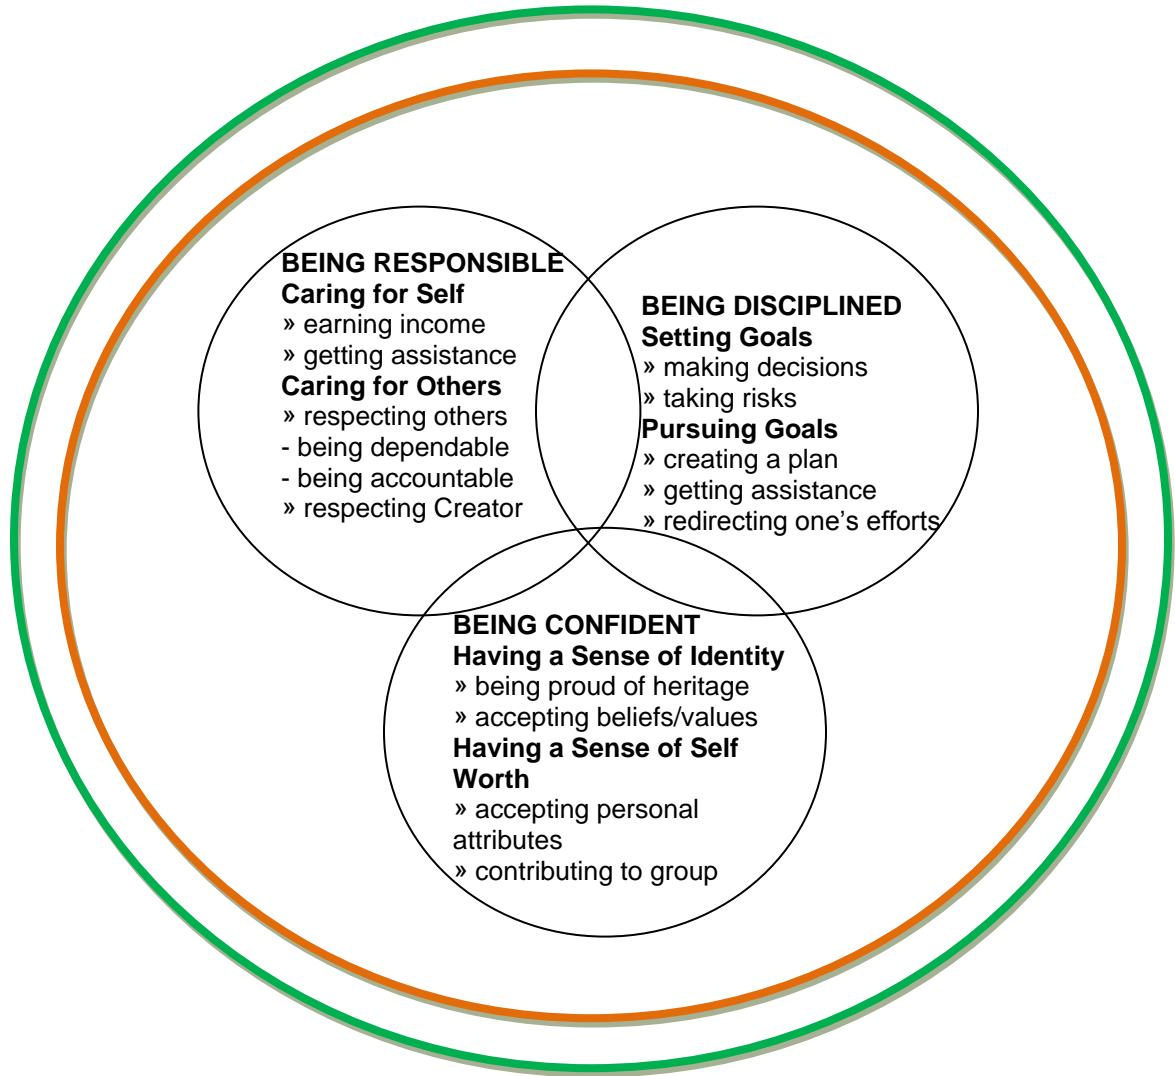 BEING RESPONSIBLE
Caring for Self
» earning income
» getting assistance
Caring for Others
» respecting others
- being dependable
- being accountable
» respecting Creator
BEING DISCIPLINED
Setting Goals
» making decisions
» taking risks
Pursuing Goals
» creating a plan
» getting assistance
» redirecting one’s efforts
BEING CONFIDENT
Having a Sense of Identity
» being proud of heritage
» accepting beliefs/values
Having a Sense of Self
Worth
» accepting personal
attributes
» contributing to group